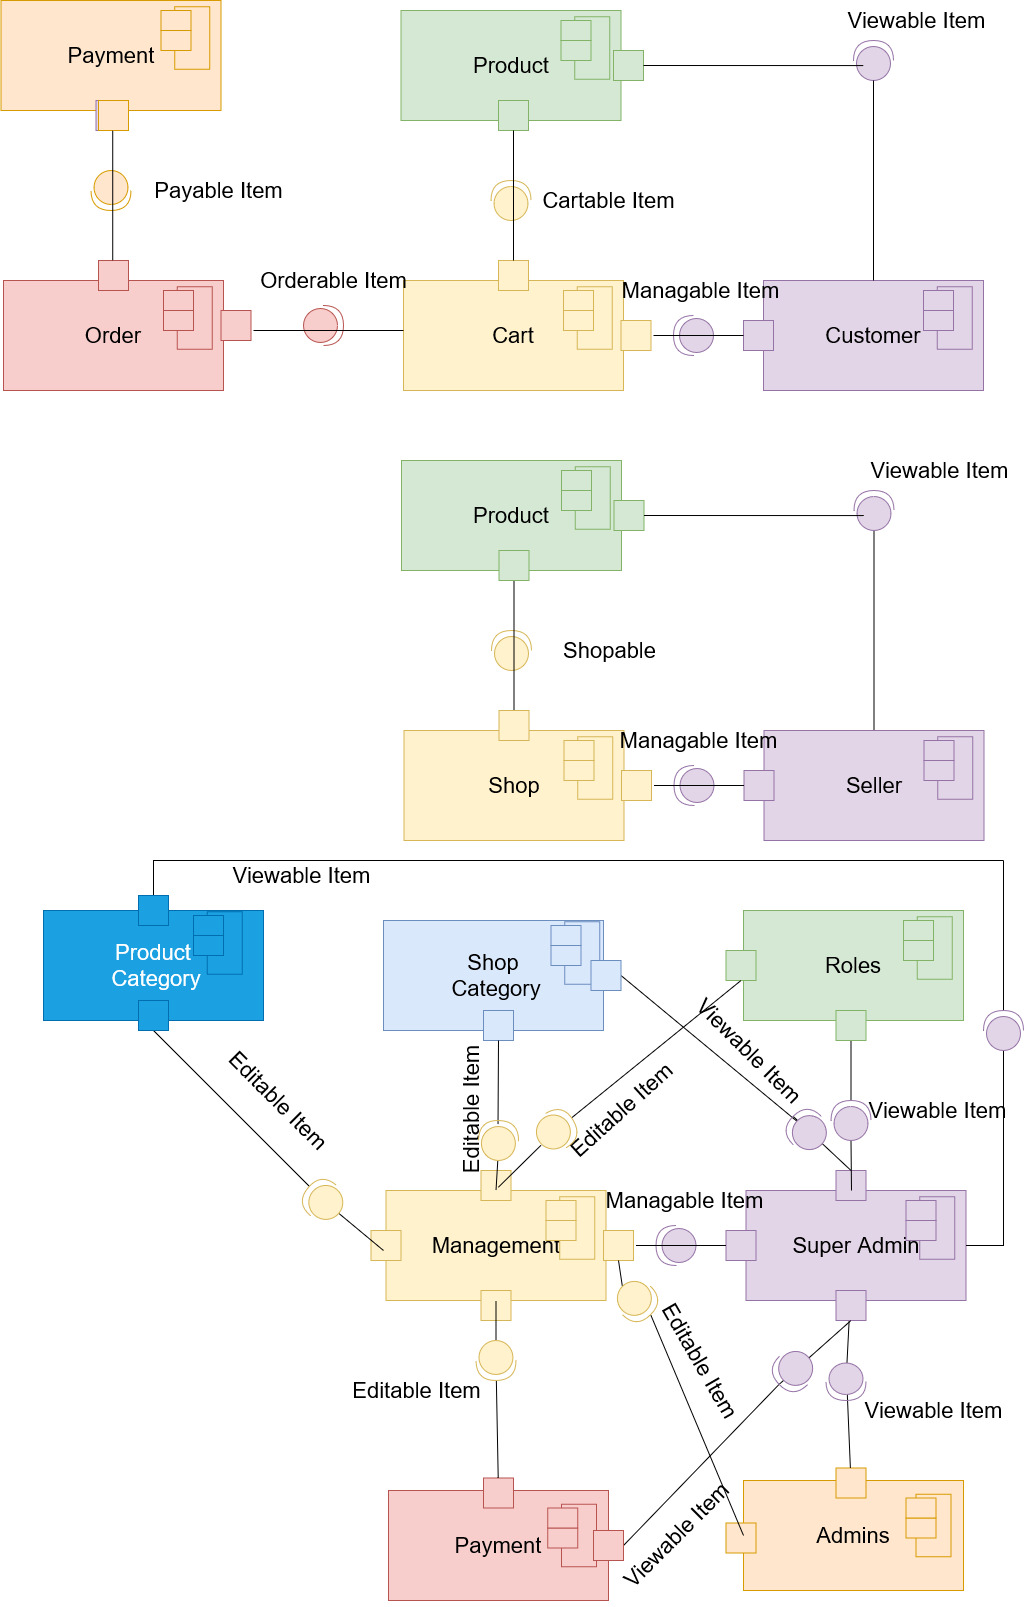 Viewable Item
Payment
Product
Payable Item
Cartable Item
Orderable Item
Managable Item
Order
Cart
Customer
Viewable Item
Product
Shopable
Managable Item
Shop
Seller
Viewable Item
Product
Category
Shop
Category
Roles
Viewable Item
Editable Item
Editable Item
Editable Item
Viewable Item
Managable Item
Management
Super Admin
Editable Item
Editable Item
Viewable Item
Viewable Item
Payment
Admins